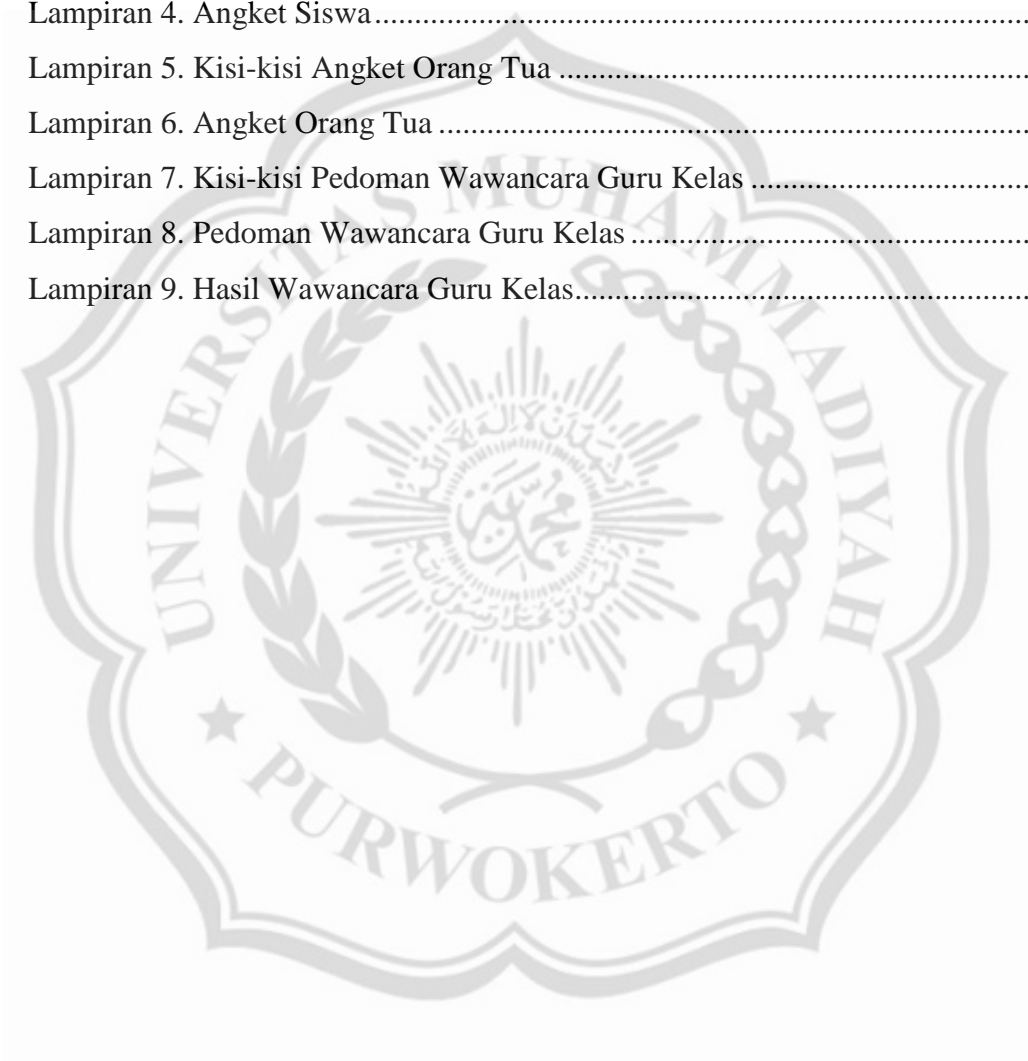 Lampiran 4. Angket Siswa
Lampiran 5. Kisi-kisi Angket Orang Tua
Lampiran 6. Angket Orang Tua
Lampiran 7. Kisi-kisi Pedoman Wawancara Guru Kelas
Lampiran 8. Pedoman Wawancara Guru Kelas
Lampiran 9. Hasil Wawancara Guru Kelas
UNIVERSITAS MUHAMMADIYAH
PURWOKERTO